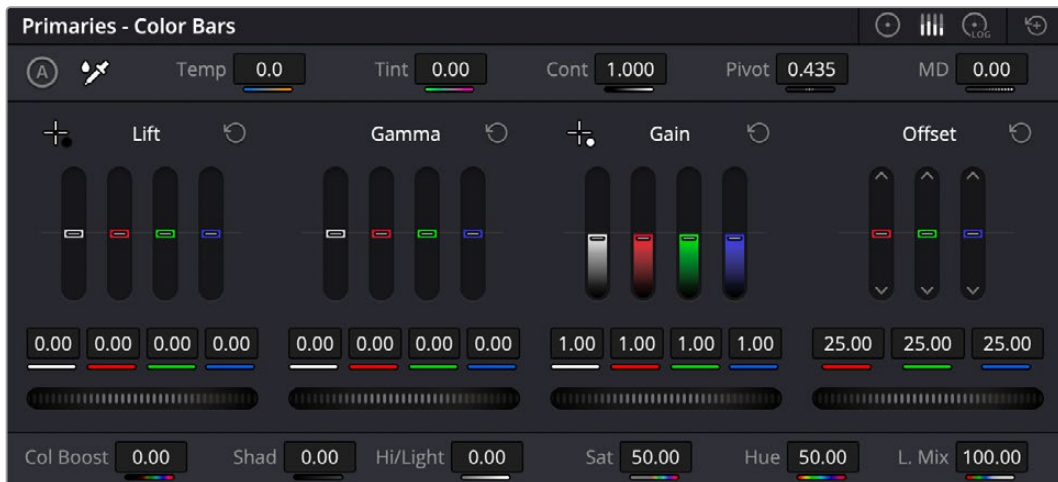 Primaries - Color Bars
LOG
A Temp 0.0 Tint 0.00 Cont 1.000 Pivot 0.435 MD 0.00
Lift Gamma Gain Offset
0.00 0.00 0.00 0.00 0.00 0.00 0.00 0.00 1.00 1.00 1.00 1.00 25.00 25.00 25.00
Col Boost 0.00 Shad 0.00 Hi/Light 0.00 Sat 50.00 Hue 50.00 L. Mix 100.00